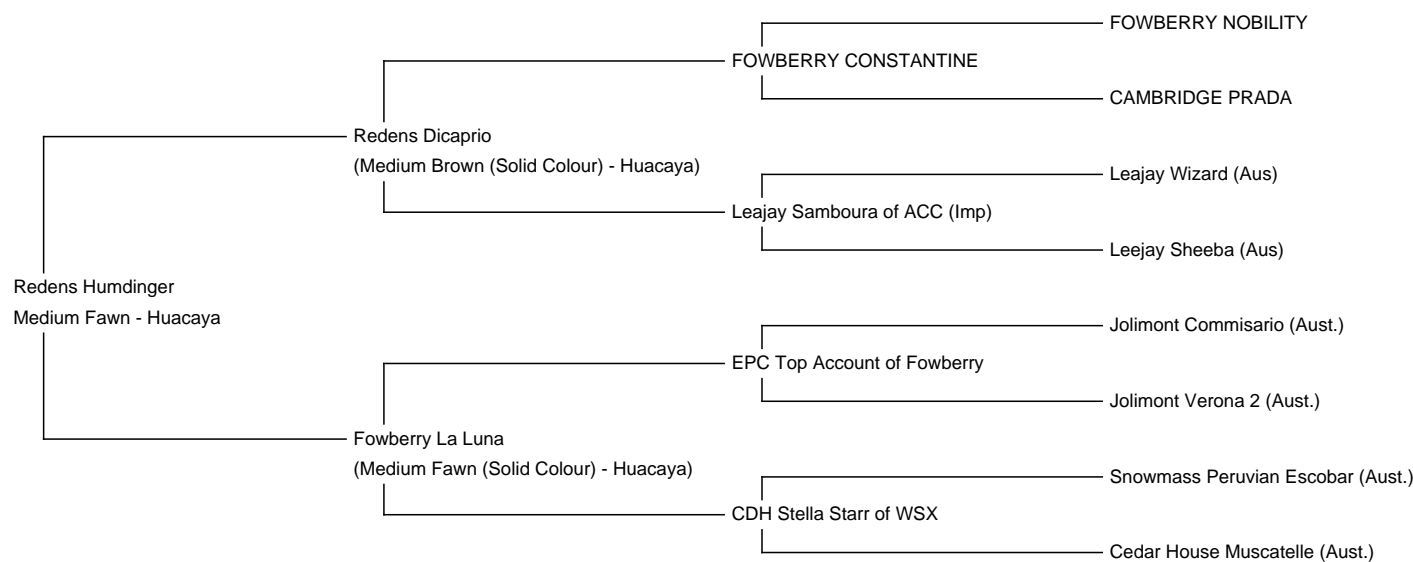 FOWBERRY NOBILITY
FOWBERRY CONSTANTINE
CAMBRIDGE PRADA
Redens Dicaprio
(Medium Brown (Solid Colour) - Huacaya)
Leajay Wizard (Aus)
Leajay Samboura of ACC (Imp)
Leejay Sheeba (Aus)
Redens Humdinger
Medium Fawn - Huacaya
Jolimont Commisario (Aust.)
EPC Top Account of Fowberry
Jolimont Verona 2 (Aust.)
Fowberry La Luna
(Medium Fawn (Solid Colour) - Huacaya)
Snowmass Peruvian Escobar (Aust.)
CDH Stella Starr of WSX
Cedar House Muscatelle (Aust.)